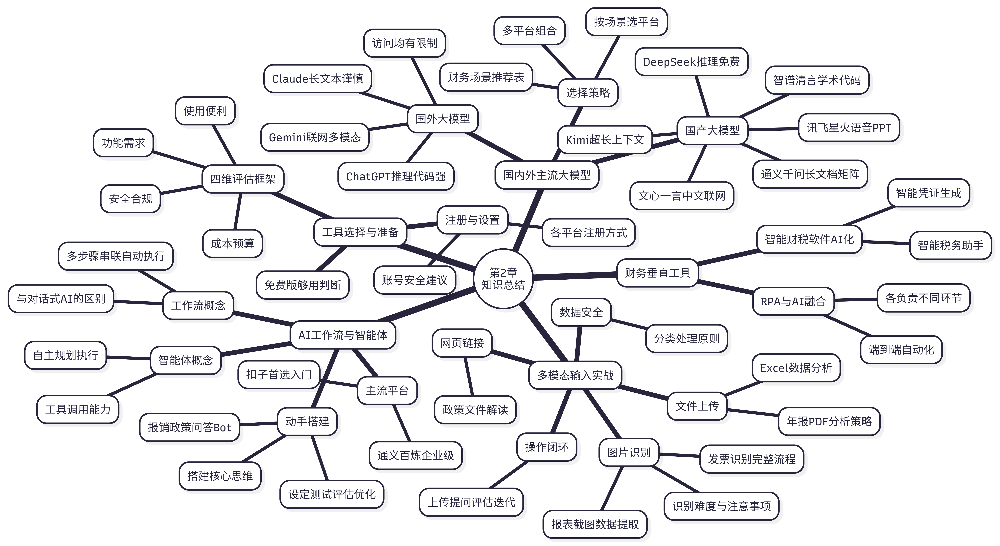 第2章
知识总结
国内外主流大模型
国外大模型
访问均有限制
Claude长文本谨慎
Gemini联网多模态
ChatGPT推理代码强
选择策略
多平台组合
按场景选平台
财务场景推荐表
国产大模型
DeepSeek推理免费
智谱清言学术代码
讯飞星火语音PPT
Kimi超长上下文
通义千问长文档矩阵
文心一言中文联网
财务垂直工具
智能财税软件AI化
智能凭证生成
智能税务助手
RPA与AI融合
各负责不同环节
端到端自动化
多模态输入实战
数据安全
分类处理原则
网页链接
政策文件解读
文件上传
Excel数据分析
年报PDF分析策略
操作闭环
上传提问评估迭代
图片识别
发票识别完整流程
识别难度与注意事项
报表截图数据提取
AI工作流与智能体
工作流概念
多步骤串联自动执行
与对话式AI的区别
智能体概念
自主规划执行
工具调用能力
主流平台
扣子首选入门
通义百炼企业级
动手搭建
报销政策问答Bot
搭建核心思维
设定测试评估优化
工具选择与准备
四维评估框架
使用便利
功能需求
安全合规
成本预算
注册与设置
各平台注册方式
账号安全建议
免费版够用判断